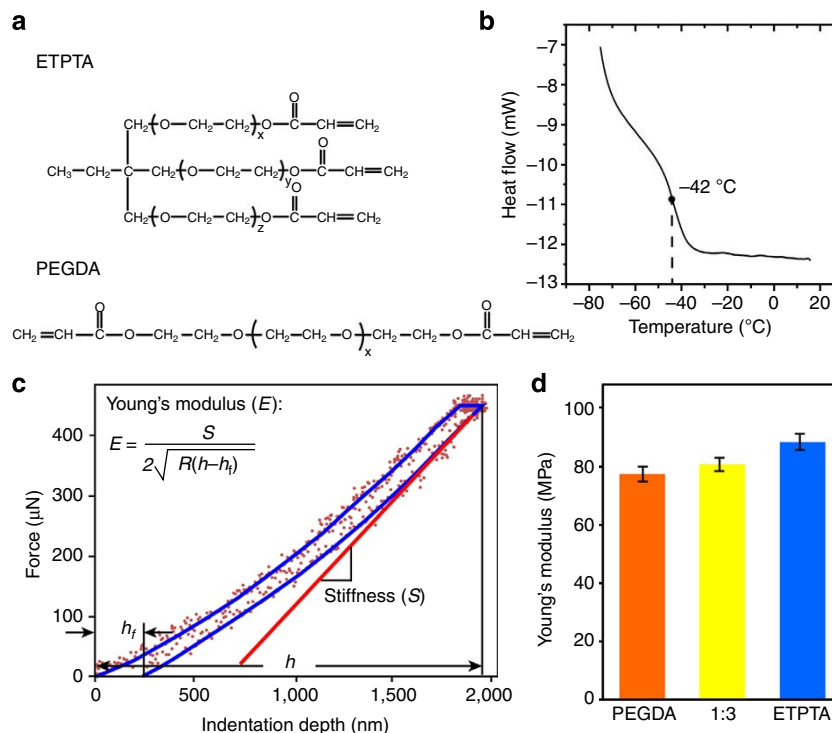 a
ETPTA
CH₂(O—CH₂—CH₂)ₓO—C—CH=CH₂
O
CH₃—CH₂—C—CH₂(O—CH₂—CH₂)yO—C—CH=CH₂
O
CH₂(O—CH₂—CH₂)zO—C—CH=CH₂
O
PEGDA
CH₂=CH—C—O—CH₂—CH₂—O(CH₂—CH₂—O)ₓCH₂—CH₂—O—C—CH=CH₂
O O
b
Heat flow (mW)
–7
–8
–9
–10
–11
–12
–13
–42 °C
–80 –60 –40 –20 0 20
Temperature (°C)
c
Young's modulus (E):
E = S / 2√R(h–hf)
Force (μN)
400
300
200
100
0
Stiffness (S)
hf
h
0 500 1,000 1,500 2,000
Indentation depth (nm)
d
Young's modulus (MPa)
100
80
60
40
20
0
PEGDA 1:3 ETPTA